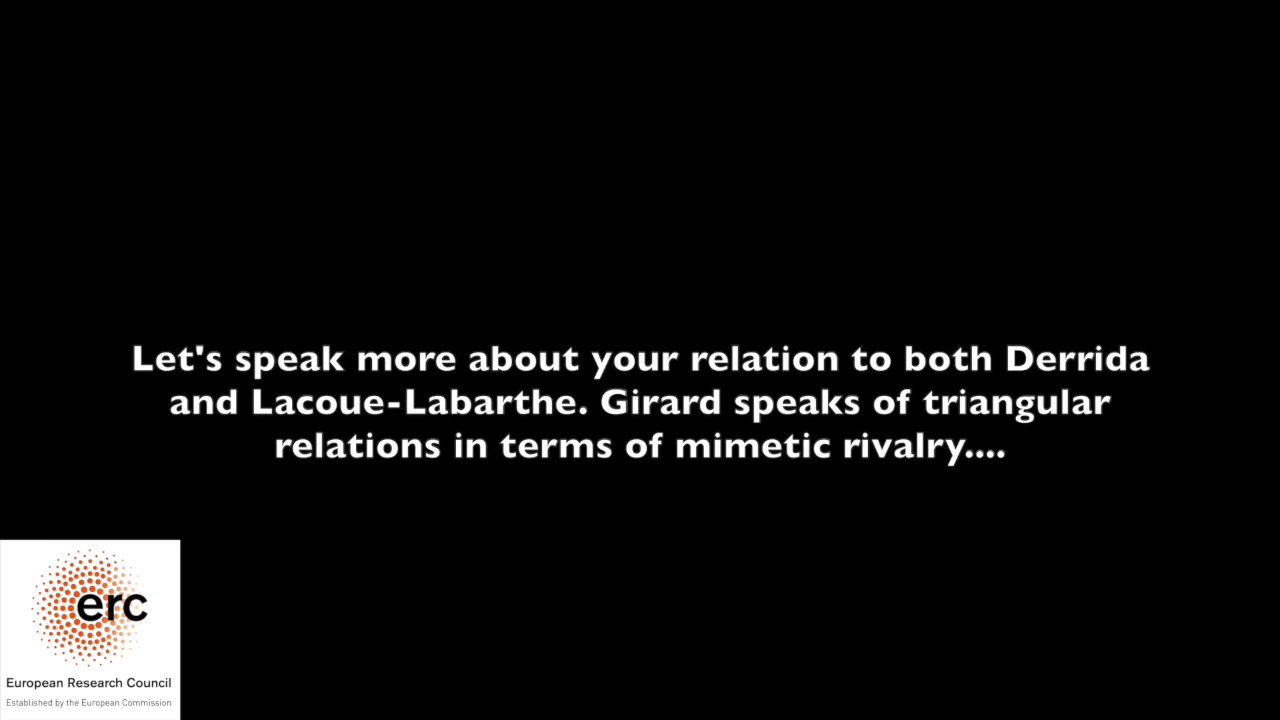 Let's speak more about your relation to both Derrida
and Lacoue-Labarthe. Girard speaks of triangular
relations in terms of mimetic rivalry....
erc
European Research Council
Established by the European Commission